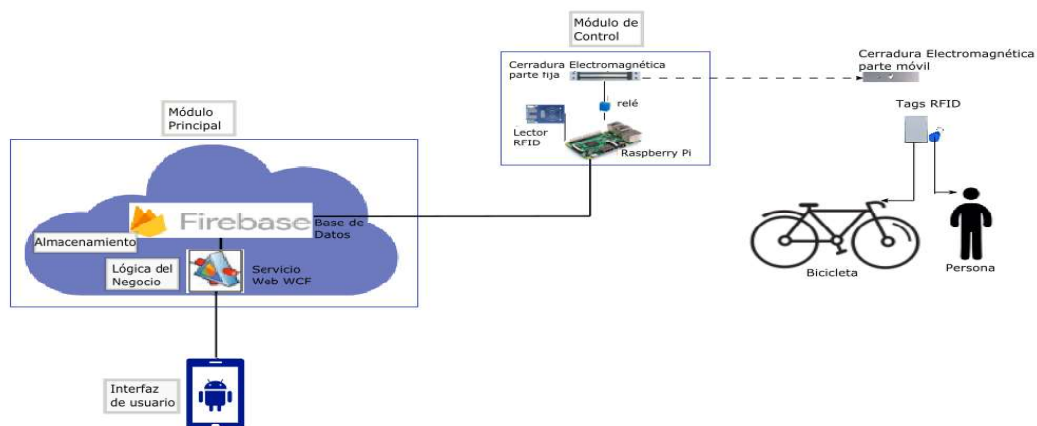 Módulo de
Control
Cerradura Electromagnética
parte fija
Cerradura Electromagnética
parte móvil
relé
Tags RFID
Lector
RFID
Raspberry Pi
Módulo
Principal
Firebase
Base de
Datos
Almacenamiento
Lógica del
Negocio
Servicio
Web WCF
Bicicleta
Persona
Interfaz
de usuario